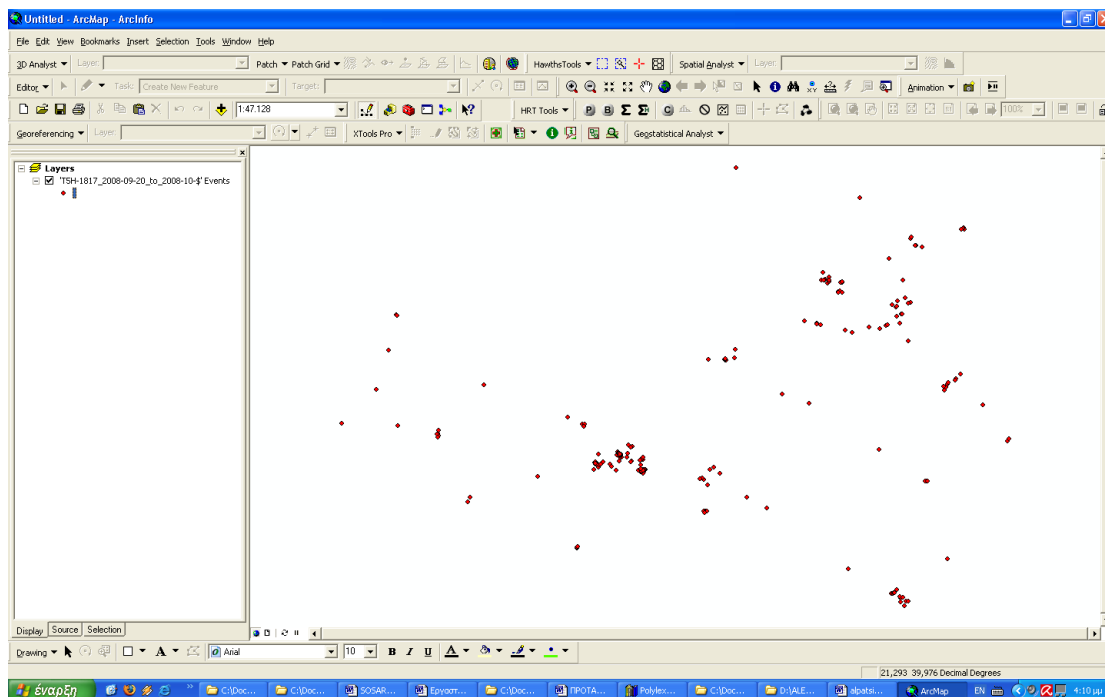 Untitled - ArcMap - ArcInfo
File Edit View Bookmarks Insert Selection Tools Window Help
3D Analyst Layer: Patch Patch Grid HawthsTools Spatial Analyst Layer:
Editor Task: Create New Feature Target: Animation
1:47.128 HRT Tools 100%
Georeferencing Layer: XTools Pro Geostatistical Analyst
Layers
'TSH-1817_2008-09-20_to_2008-10-$' Events
Display Source Selection
Drawing A Arial 10 B I U A
21,293 39,976 Decimal Degrees
έναρξη C:\Doc... C:\Doc... SOSAR... Εργαστ... C:\Doc... ΠΡΟΤΑ... Polylex... C:\Doc... D:\ALE... alpatsi... ArcMap EN 4:10 μμ